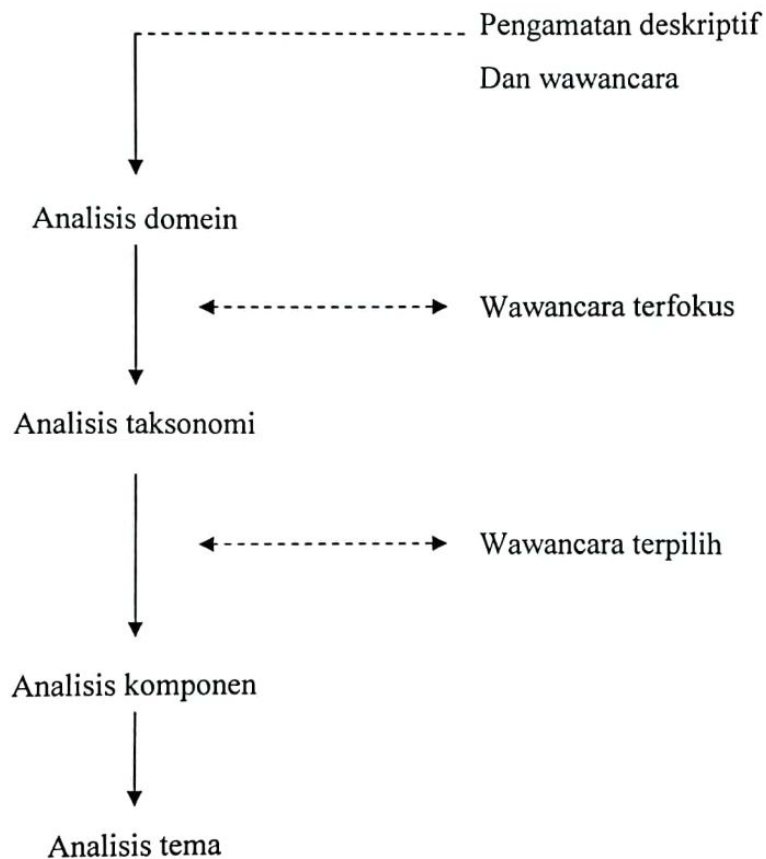 Pengamatan deskriptif
Dan wawancara
Analisis domein
Wawancara terfokus
Analisis taksonomi
Wawancara terpilih
Analisis komponen
Analisis tema